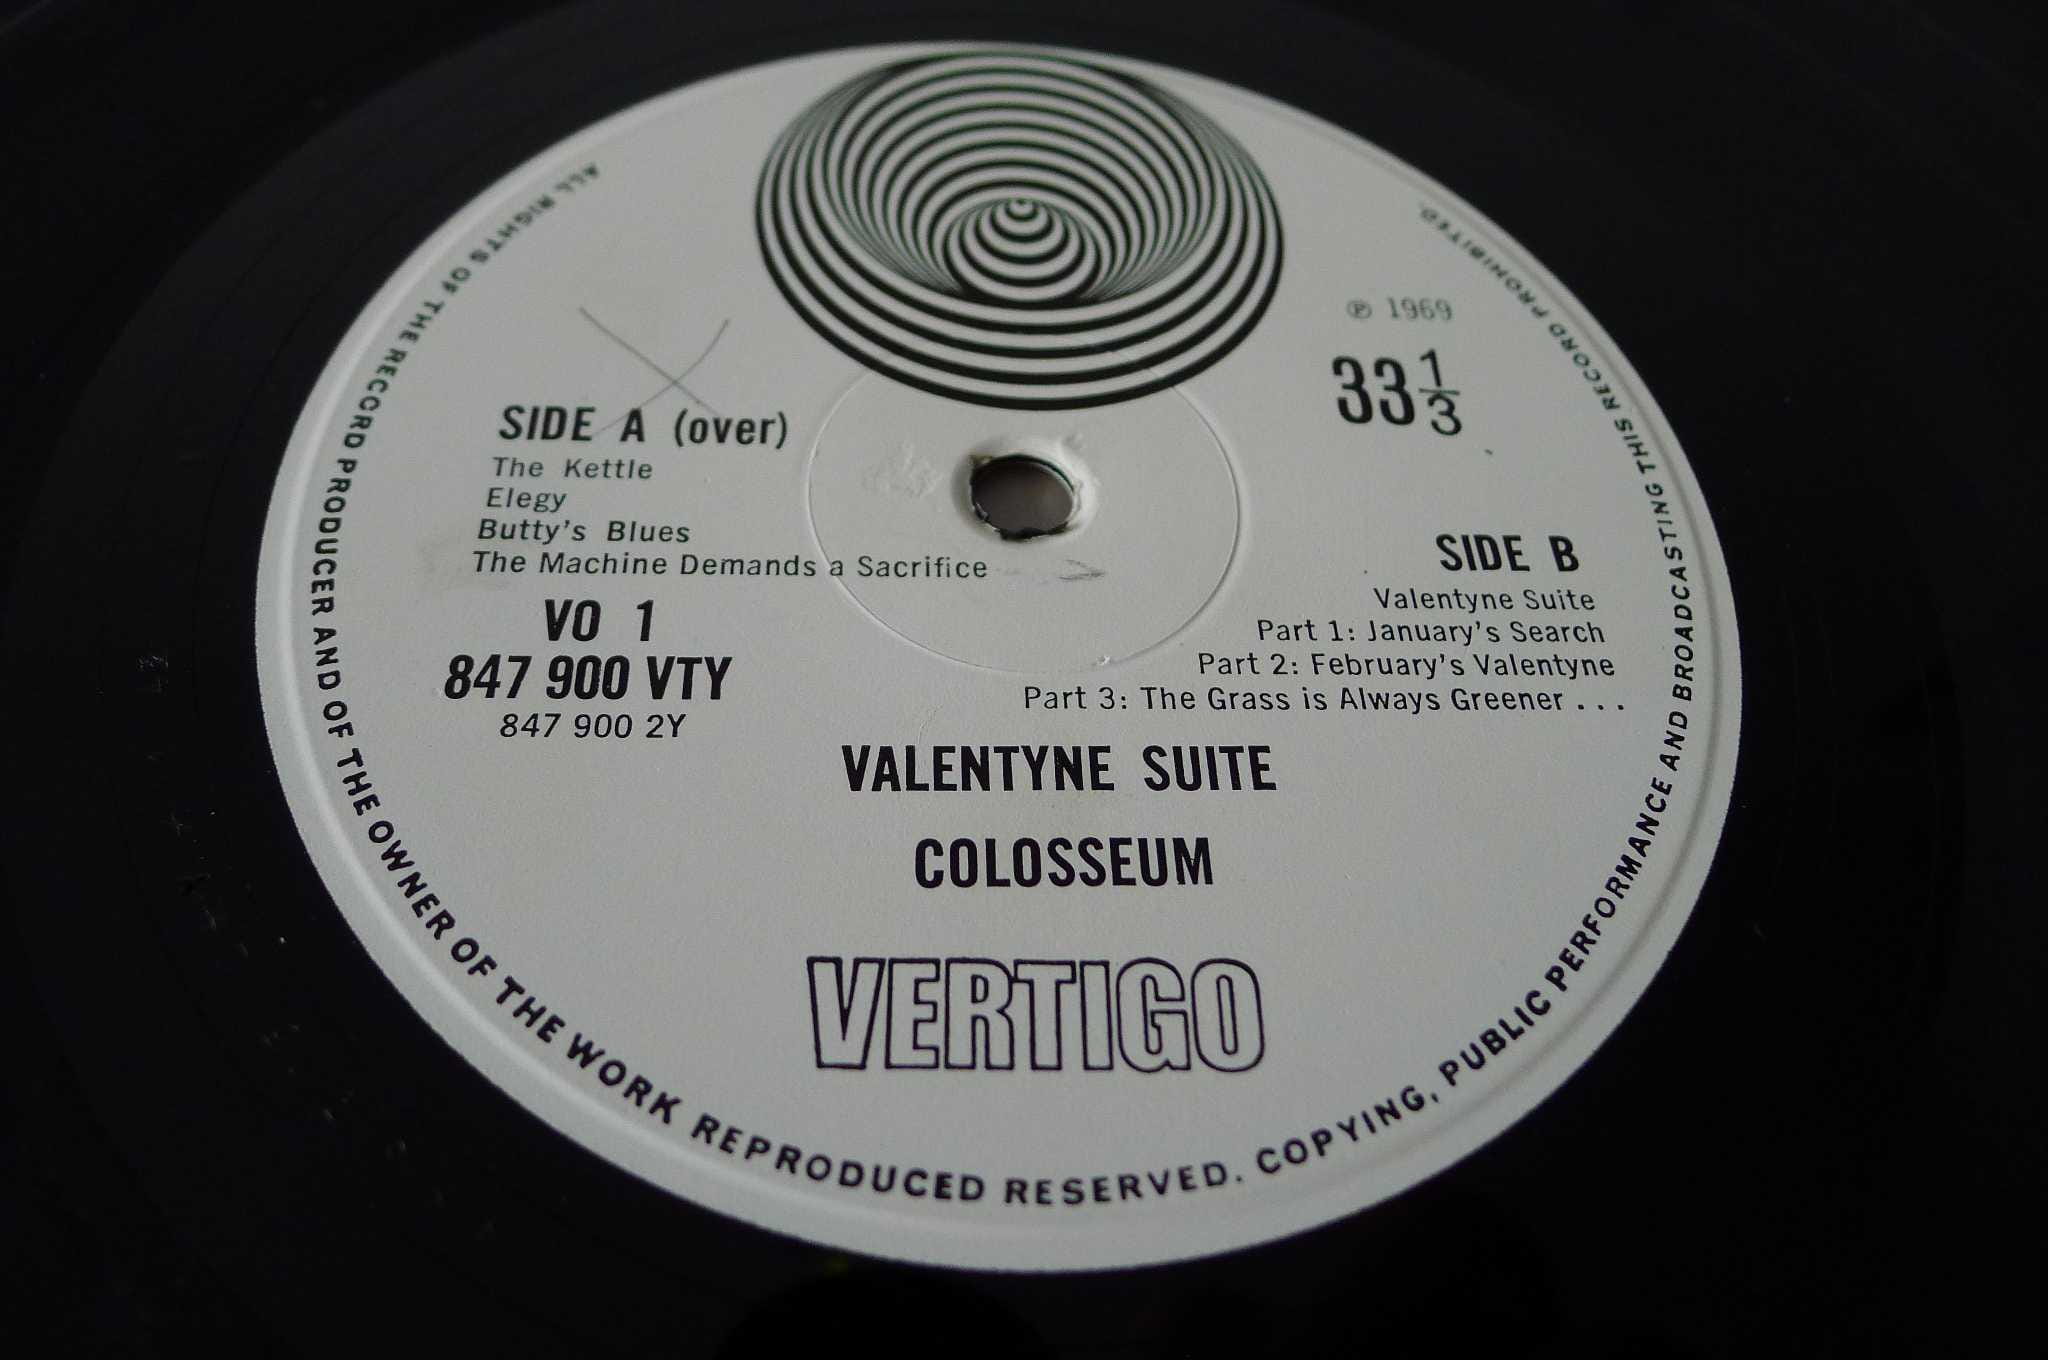 ALL RIGHTS OF THE RECORD PRODUCER AND OF THE OWNER OF THE WORK REPRODUCED RESERVED. COPYING, PUBLIC PERFORMANCE AND BROADCASTING THIS RECORD PROHIBITED.
℗ 1969
33 1/3
SIDE A (over)
The Kettle
Elegy
Butty's Blues
The Machine Demands a Sacrifice
VO 1
847 900 VTY
847 900 2Y
SIDE B
Valentyne Suite
Part 1: January's Search
Part 2: February's Valentyne
Part 3: The Grass is Always Greener . . .
VALENTYNE SUITE
COLOSSEUM
VERTIGO